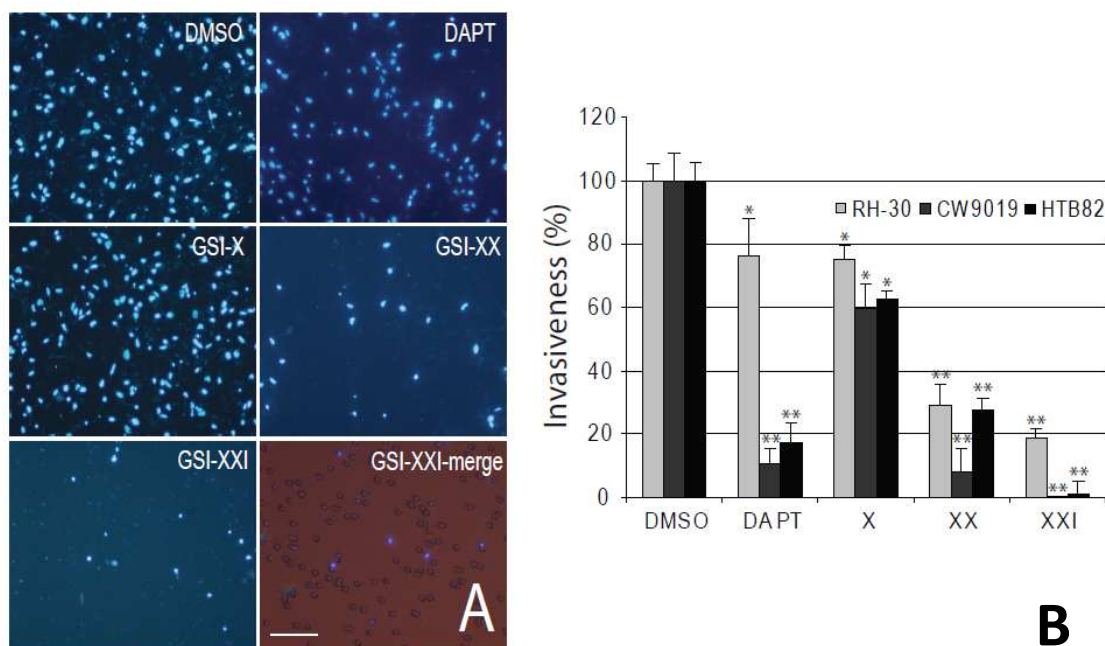 DMSO
DAPT
GSI-X
GSI-XX
GSI-XXI
GSI-XXI-merge
A
Invasiveness (%)
120
100
80
60
40
20
0
RH-30 CW9019 HTB82
*
* * *
** **
** ** **
** ** **
DMSO DAPT X XX XXI
B